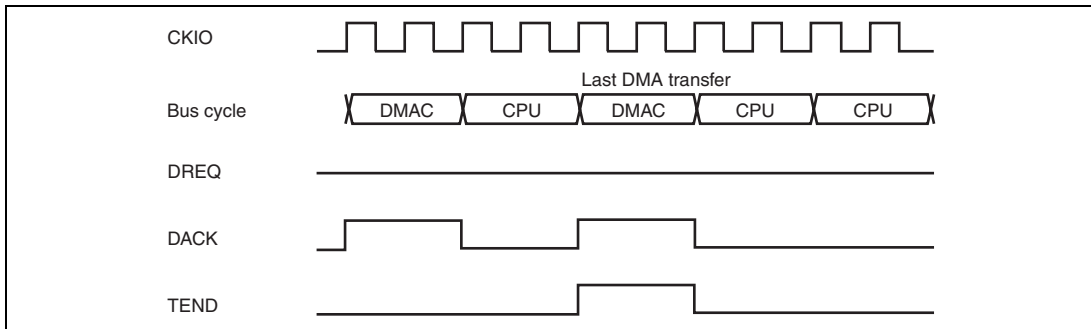 CKIO
Last DMA transfer
Bus cycle DMAC CPU DMAC CPU CPU
DREQ
DACK
TEND